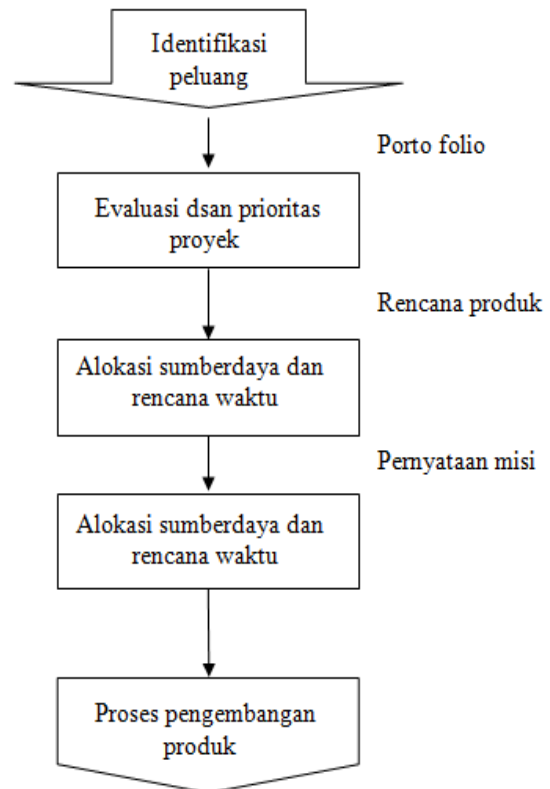 Identifikasi
peluang
Porto folio
Evaluasi dsan prioritas
proyek
Rencana produk
Alokasi sumberdaya dan
rencana waktu
Pernyataan misi
Alokasi sumberdaya dan
rencana waktu
Proses pengembangan
produk